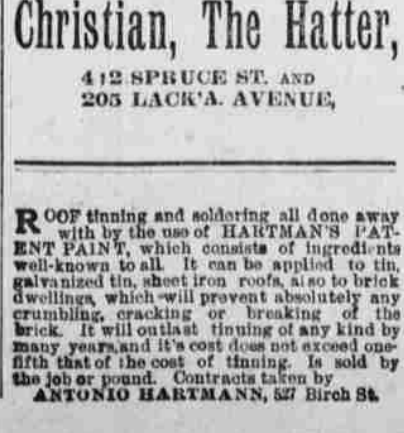 Christian, The Hatter,
412 SPRUCE ST. AND
205 LACK'A. AVENUE,
ROOF tinning and soldering all done away
with by the use of HARTMAN'S PAT-
ENT PAINT, which consists of ingredients
well-known to all. It can be applied to tin,
galvanized tin, sheet iron roofs, also to brick
dwellings, which will prevent absolutely any
crumbling, cracking or breaking of the
brick. It will outlast tinning of any kind by
many years, and it's cost does not exceed one-
fifth that of the cost of tinning. Is sold by
the job or pound. Contracts taken by
ANTONIO HARTMANN, 527 Birch St.